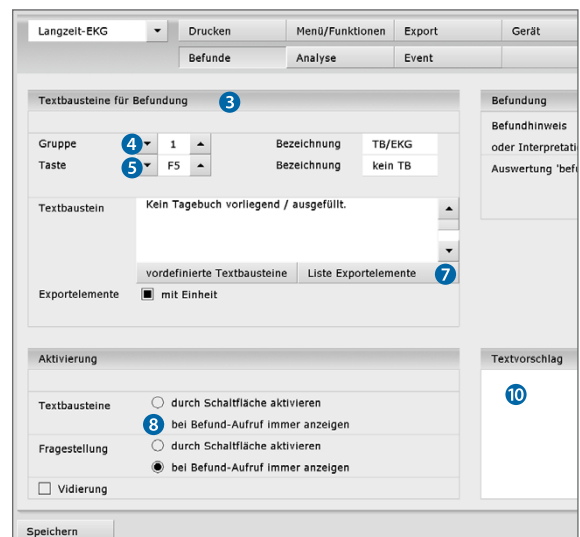 Langzeit-EKG Drucken Menü/Funktionen Export Gerät
Befunde Analyse Event
Textbausteine für Befundung 3
Befundung
Gruppe 4 1 Bezeichnung TB/EKG
Befundhinweis
oder
Taste 5 F5 Bezeichnung kein TB
Auswertung
Textbaustein Kein Tagebuch vorliegend / ausgefüllt.
vordefinierte Textbausteine Liste Exportelemente 7
Exportelemente mit Einheit
Aktivierung
Textvorschlag
10
Textbausteine durch Schaltfläche aktivieren
8 bei Befund-Aufruf immer anzeigen
Fragestellung durch Schaltfläche aktivieren
bei Befund-Aufruf immer anzeigen
Vidierung
Speichern